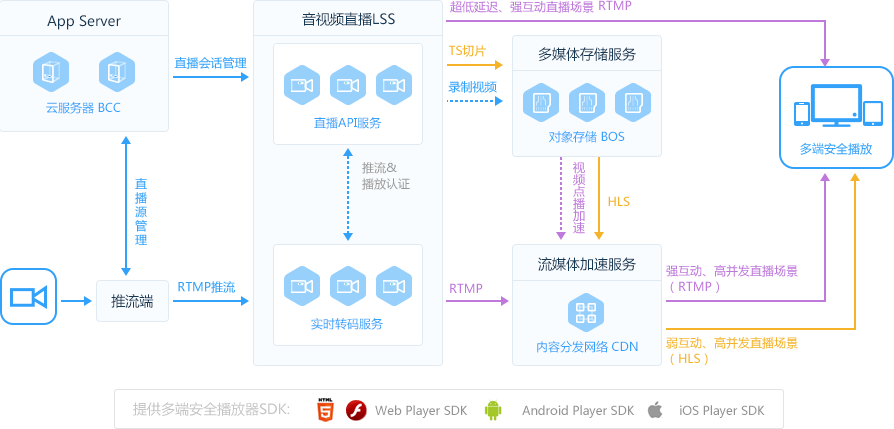 App Server
云服务器 BCC
直播会话管理
直播源管理
推流端
RTMP推流
音视频直播LSS
直播API服务
推流&
播放认证
实时转码服务
超低延迟、强互动直播场景 RTMP
TS切片
录制视频
多媒体存储服务
对象存储 BOS
视频点播加速
HLS
RTMP
流媒体加速服务
内容分发网络 CDN
多端安全播放
强互动、高并发直播场景
（RTMP）
弱互动、高并发直播场景
（HLS）
提供多端安全播放器SDK:
HTML
5
Web Player SDK
Android Player SDK
iOS Player SDK